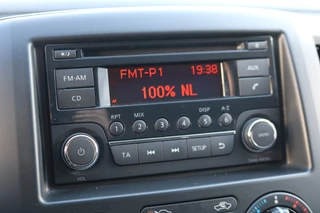 FMT-P1 19:38
100% NL
FM-AM
CD
AUX
RPT MIX DISP A-Z
1 2 3 4 5 6
TA SETUP
VOL